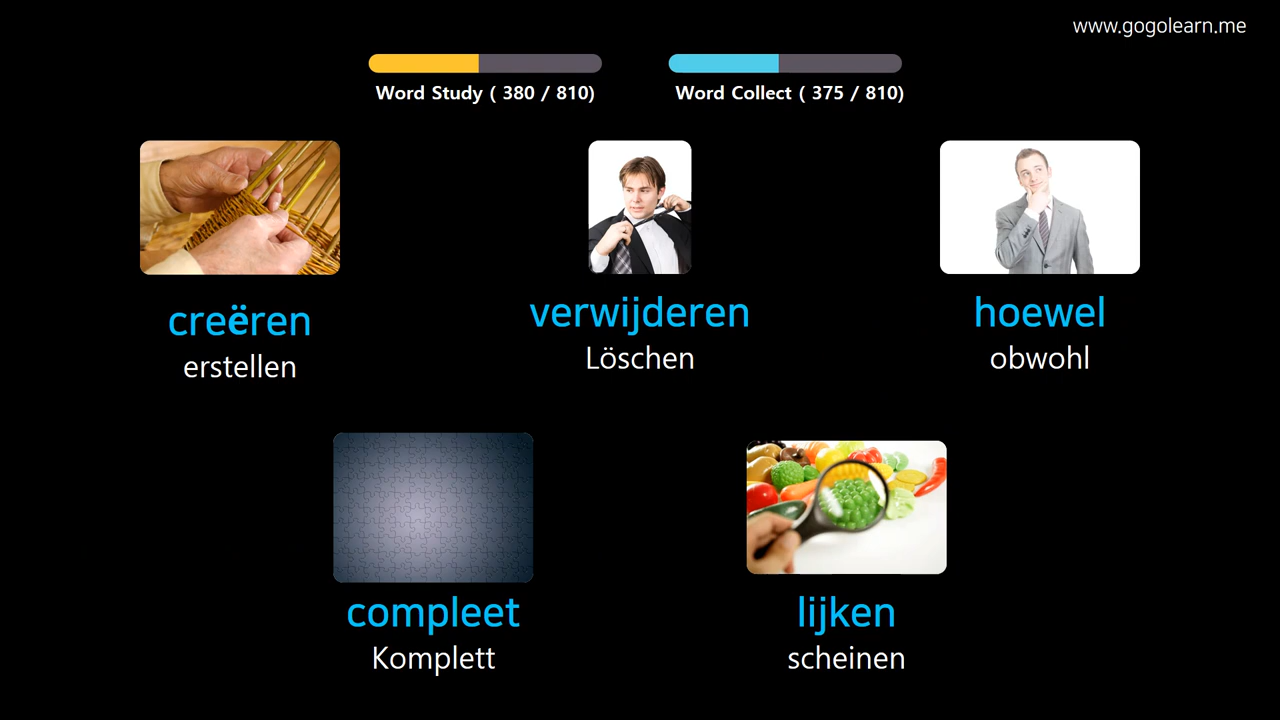 www.gogolearn.me
Word Study ( 380 / 810)
Word Collect ( 375 / 810)
creëren
erstellen
verwijderen
Löschen
hoewel
obwohl
compleet
Komplett
lijken
scheinen